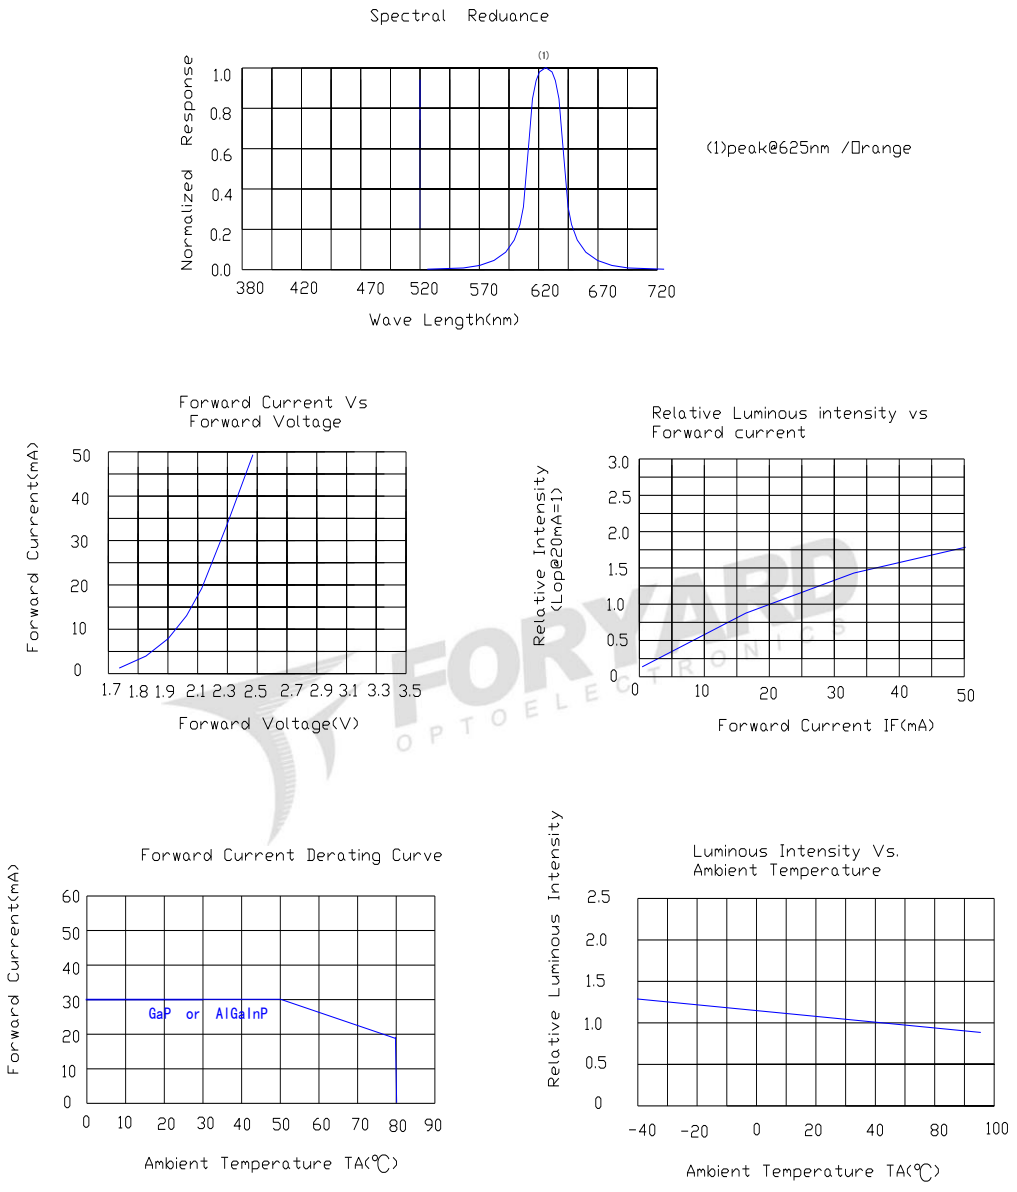 Spectral Reduance
(1)
Normalized Response
1.0
0.8
0.6
0.4
0.2
0.0
380 420 470 520 570 620 670 720
Wave Length(nm)
(1)peak@625nm /Orange
Forward Current Vs
Forward Voltage
Forward Current(mA)
50
40
30
20
10
0
1.7 1.8 1.9 2.1 2.3 2.5 2.7 2.9 3.1 3.3 3.5
Forward Voltage(V)
Relative Luminous intensity vs
Forward current
Relative Intensity
(Lop@20mA=1)
3.0
2.5
2.0
1.5
1.0
0.5
0
0 10 20 30 40 50
Forward Current IF(mA)
FORYARD
OPTOELECTRONICS
Forward Current Derating Curve
Forward Current(mA)
60
50
40
30
20
10
0
GaP or AlGaInP
0 10 20 30 40 50 60 70 80 90
Ambient Temperature TA(℃)
Luminous Intensity Vs.
Ambient Temperature
Relative Luminous Intensity
2.5
2.0
1.5
1.0
0.5
0
-40 -20 0 20 40 80 100
Ambient Temperature TA(℃)